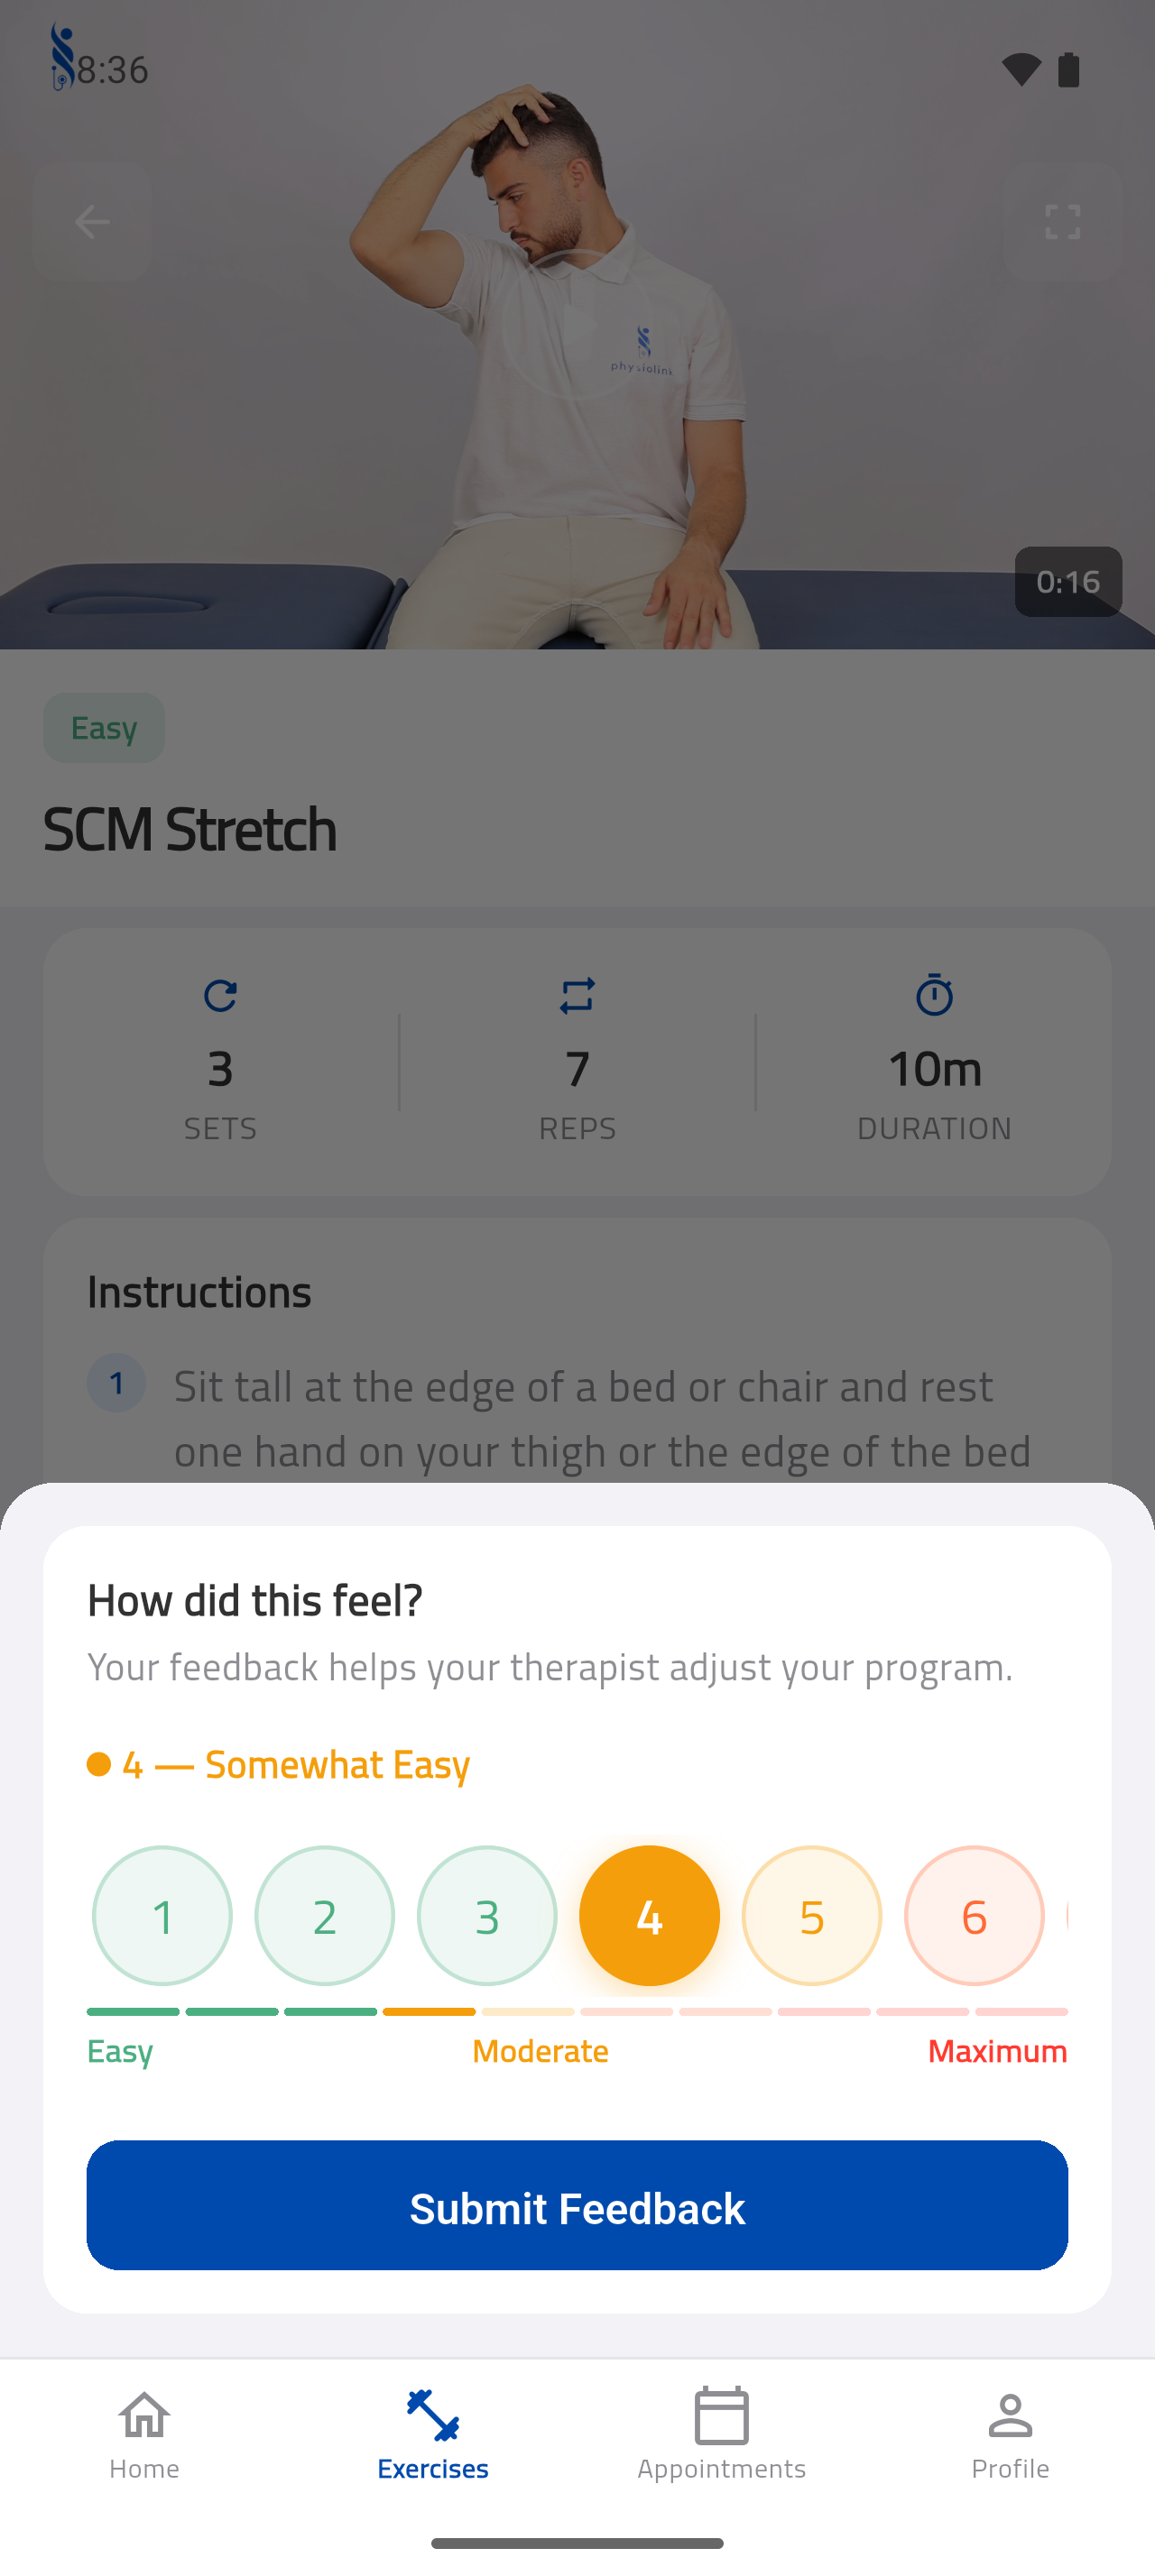 8:36
physiolink
0:16
Easy
SCM Stretch
3
SETS
7
REPS
10m
DURATION
Instructions
1
Sit tall at the edge of a bed or chair and rest
one hand on your thigh or the edge of the bed
How did this feel?
Your feedback helps your therapist adjust your program.
4 — Somewhat Easy
1 2 3 4 5 6
Easy Moderate Maximum
Submit Feedback
Home Exercises Appointments Profile